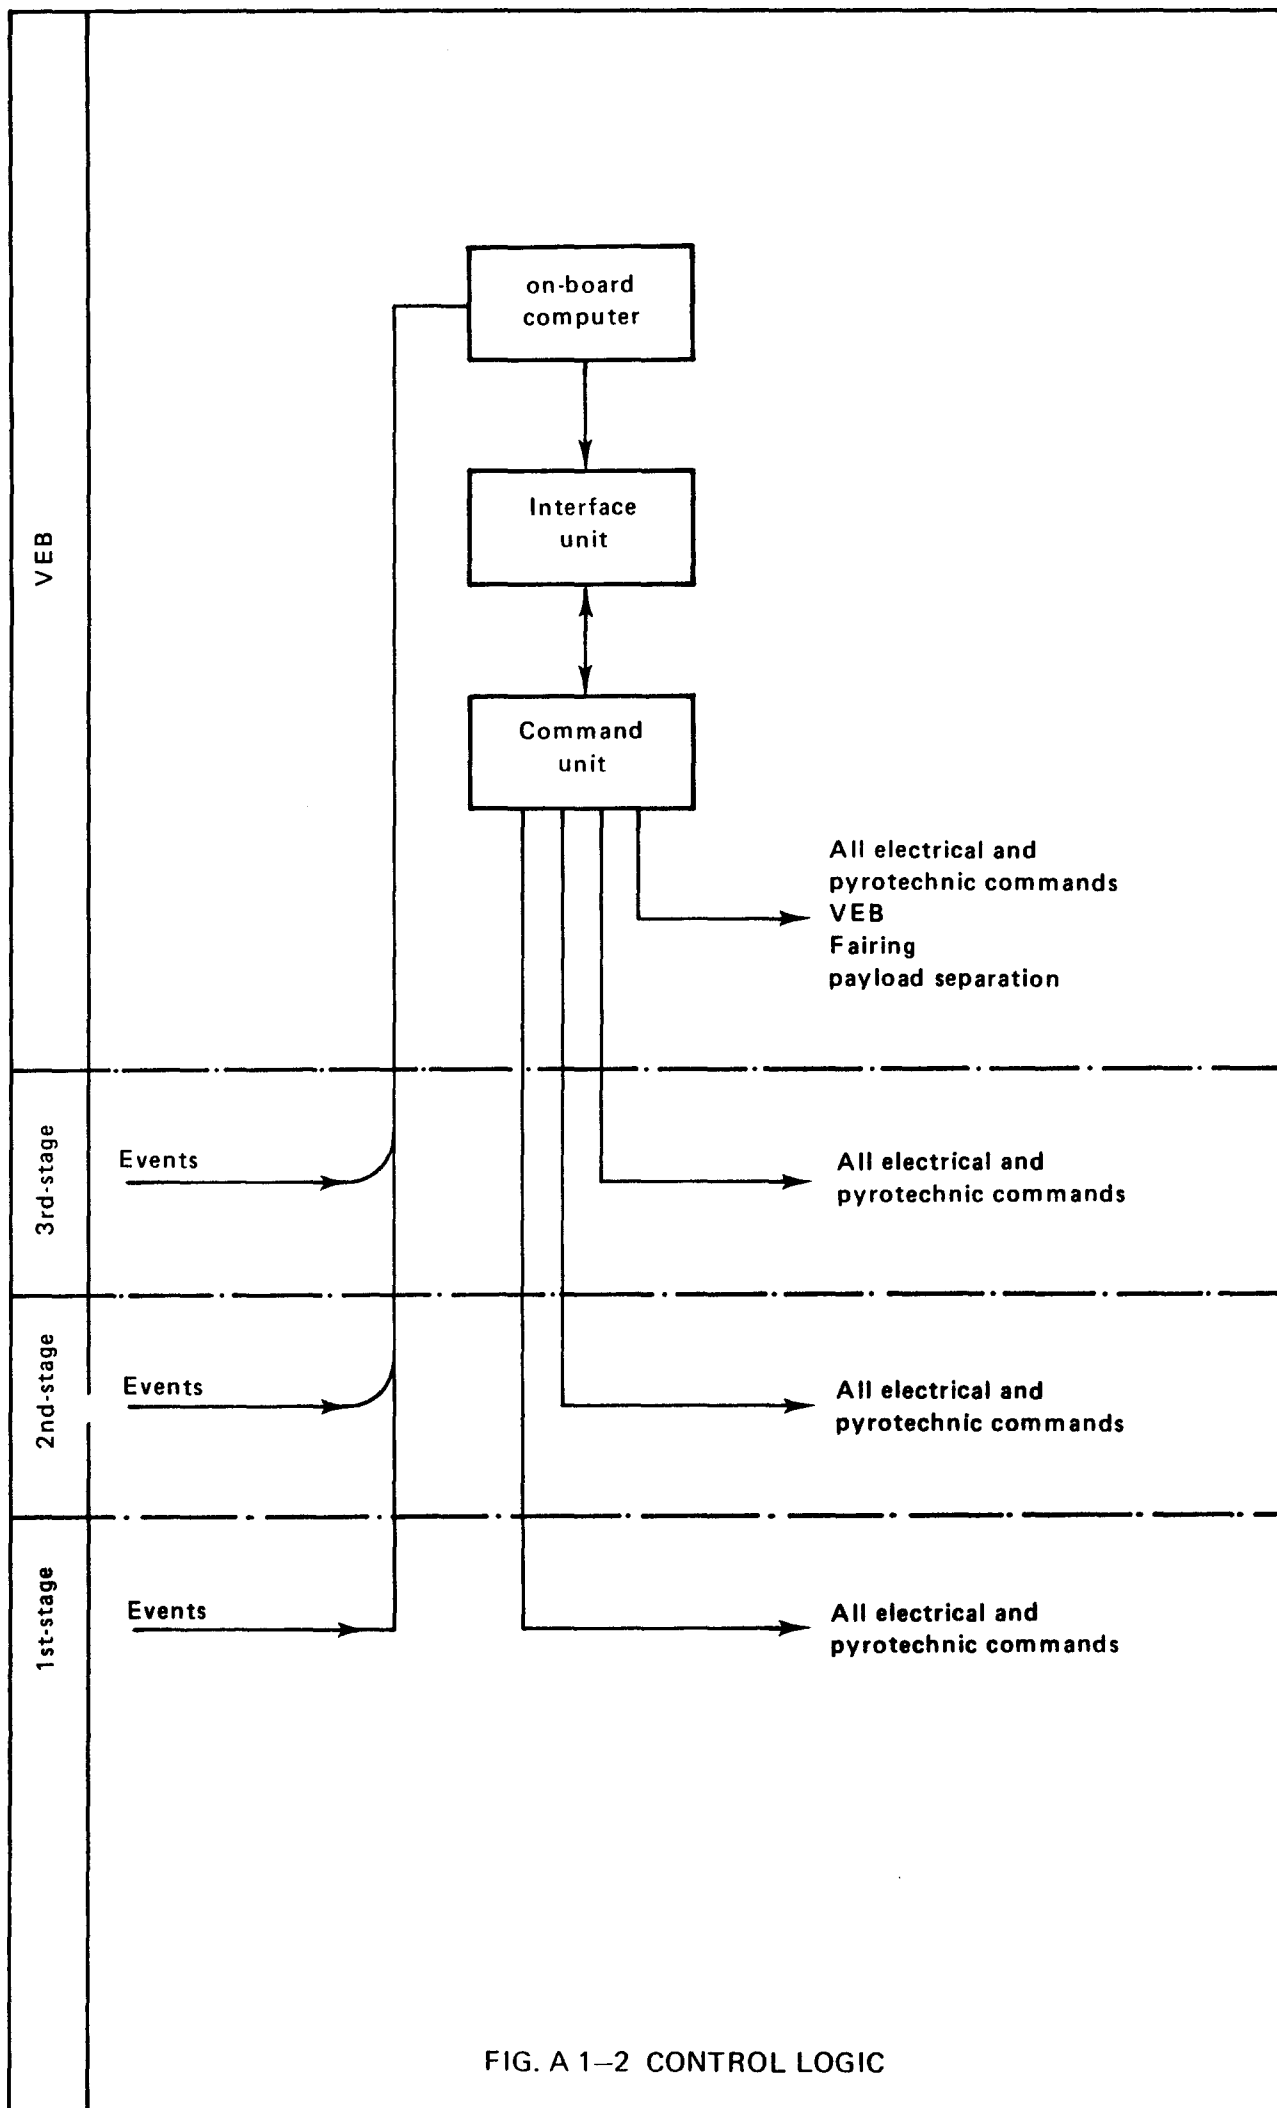 on-board
computer
Interface
unit
VEB
Command
unit
All electrical and
pyrotechnic commands
VEB
Fairing
payload separation
3rd-stage
Events
All electrical and
pyrotechnic commands
2nd-stage
Events
All electrical and
pyrotechnic commands
1st-stage
Events
All electrical and
pyrotechnic commands
FIG. A 1–2 CONTROL LOGIC